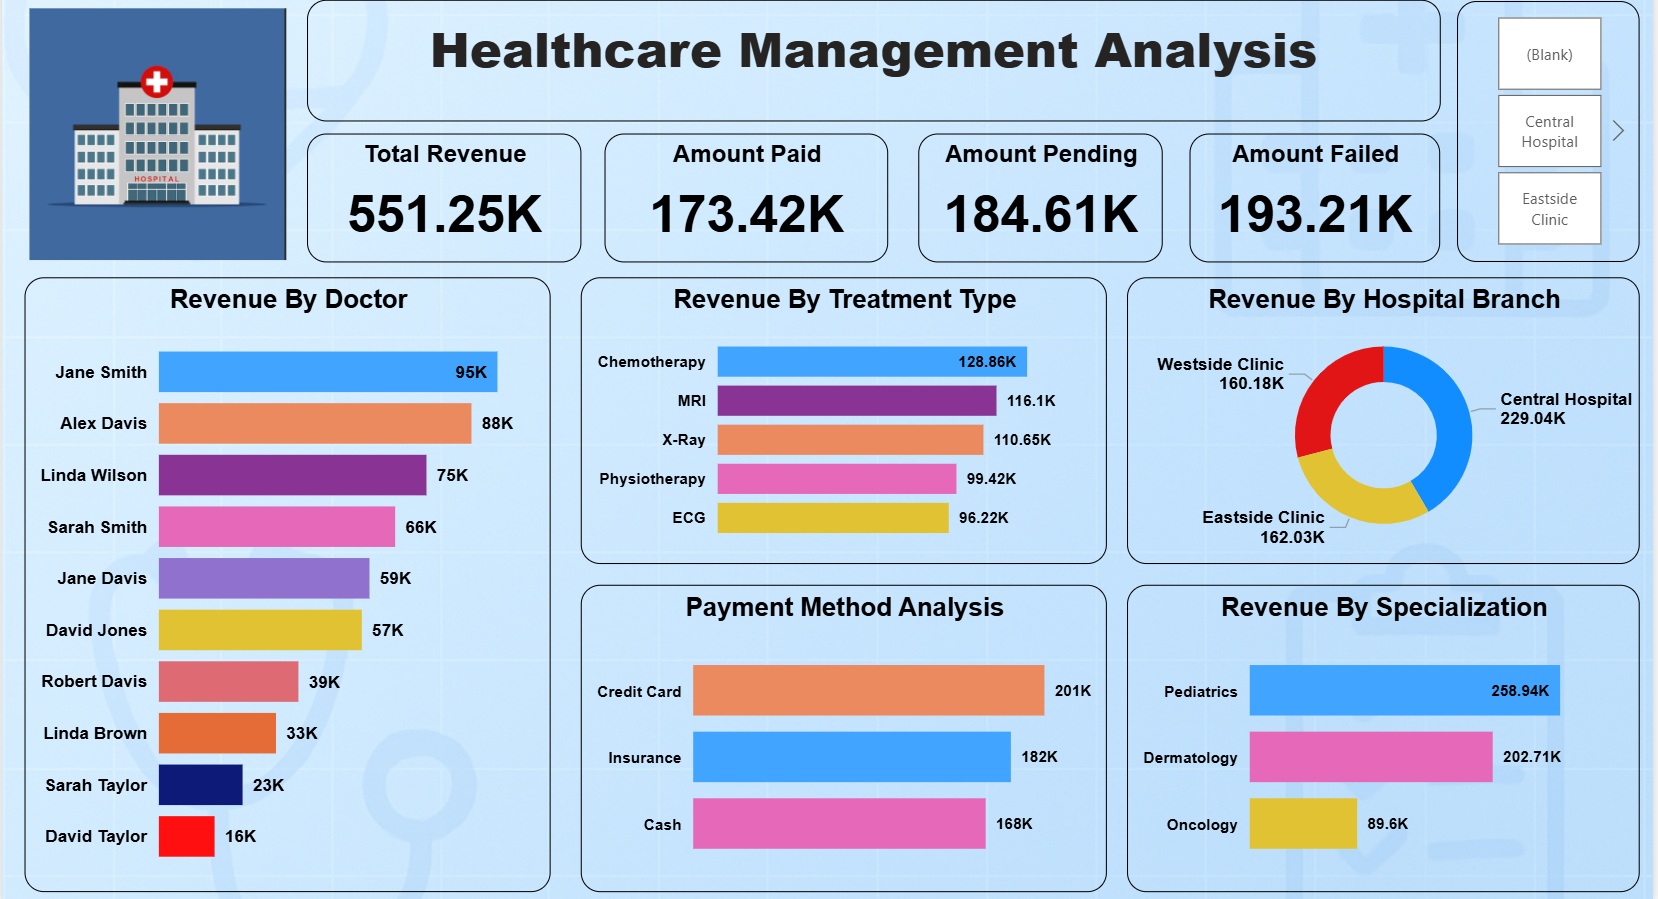 HOSPITAL
Healthcare Management Analysis
(Blank)
Central
Hospital
Eastside
Clinic
Total Revenue
551.25K
Amount Paid
173.42K
Amount Pending
184.61K
Amount Failed
193.21K
Revenue By Doctor
Jane Smith 95K
Alex Davis 88K
Linda Wilson 75K
Sarah Smith 66K
Jane Davis 59K
David Jones 57K
Robert Davis 39K
Linda Brown 33K
Sarah Taylor 23K
David Taylor 16K
Revenue By Treatment Type
Chemotherapy 128.86K
MRI 116.1K
X-Ray 110.65K
Physiotherapy 99.42K
ECG 96.22K
Revenue By Hospital Branch
Westside Clinic
160.18K
Central Hospital
229.04K
Eastside Clinic
162.03K
Payment Method Analysis
Credit Card 201K
Insurance 182K
Cash 168K
Revenue By Specialization
Pediatrics 258.94K
Dermatology 202.71K
Oncology 89.6K